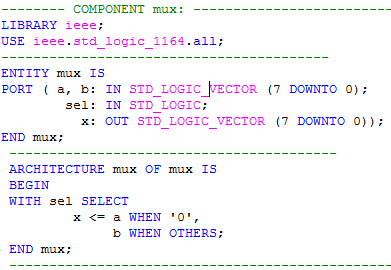 ---------- COMPONENT mux: --------------------------
LIBRARY ieee;
USE ieee.std_logic_1164.all;
-----------------------------------------
ENTITY mux IS
PORT ( a, b: IN STD_LOGIC_VECTOR (7 DOWNTO 0);
sel: IN STD_LOGIC;
x: OUT STD_LOGIC_VECTOR (7 DOWNTO 0));
END mux;
-----------------------------------------
ARCHITECTURE mux OF mux IS
BEGIN
WITH sel SELECT
x <= a WHEN '0',
b WHEN OTHERS;
END mux;
-------------------------------------------------